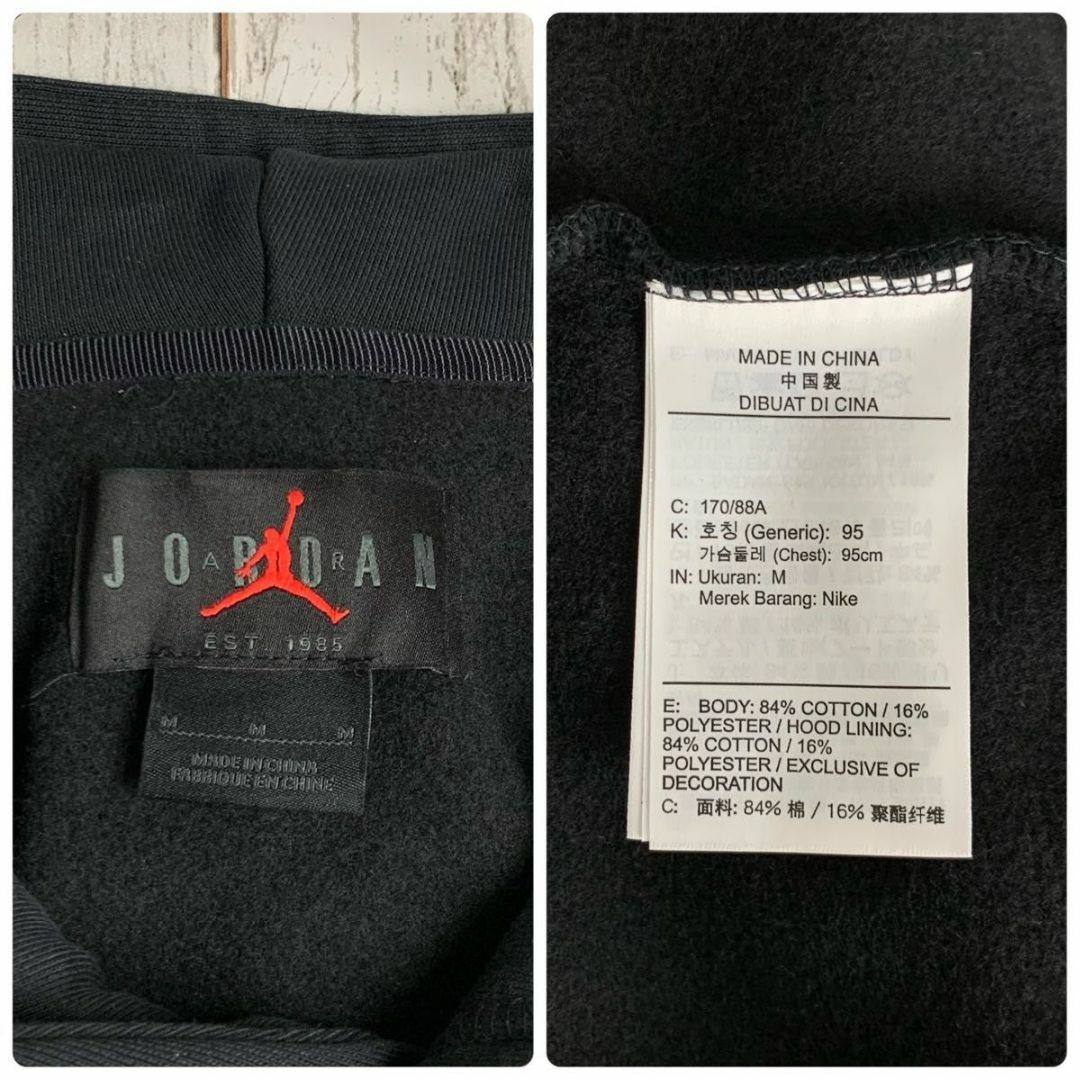 JORDAN
AIR
EST. 1985
M M M
MADE IN CHINA
FABRIQUE EN CHINE
MADE IN CHINA
中国製
DIBUAT DI CINA
C: 170/88A
K: 호칭 (Generic): 95
가슴둘레 (Chest): 95cm
IN: Ukuran: M
Merek Barang: Nike
E: BODY: 84% COTTON / 16%
POLYESTER / HOOD LINING:
84% COTTON / 16%
POLYESTER / EXCLUSIVE OF
DECORATION
C: 面料: 84% 棉 / 16% 聚酯纤维